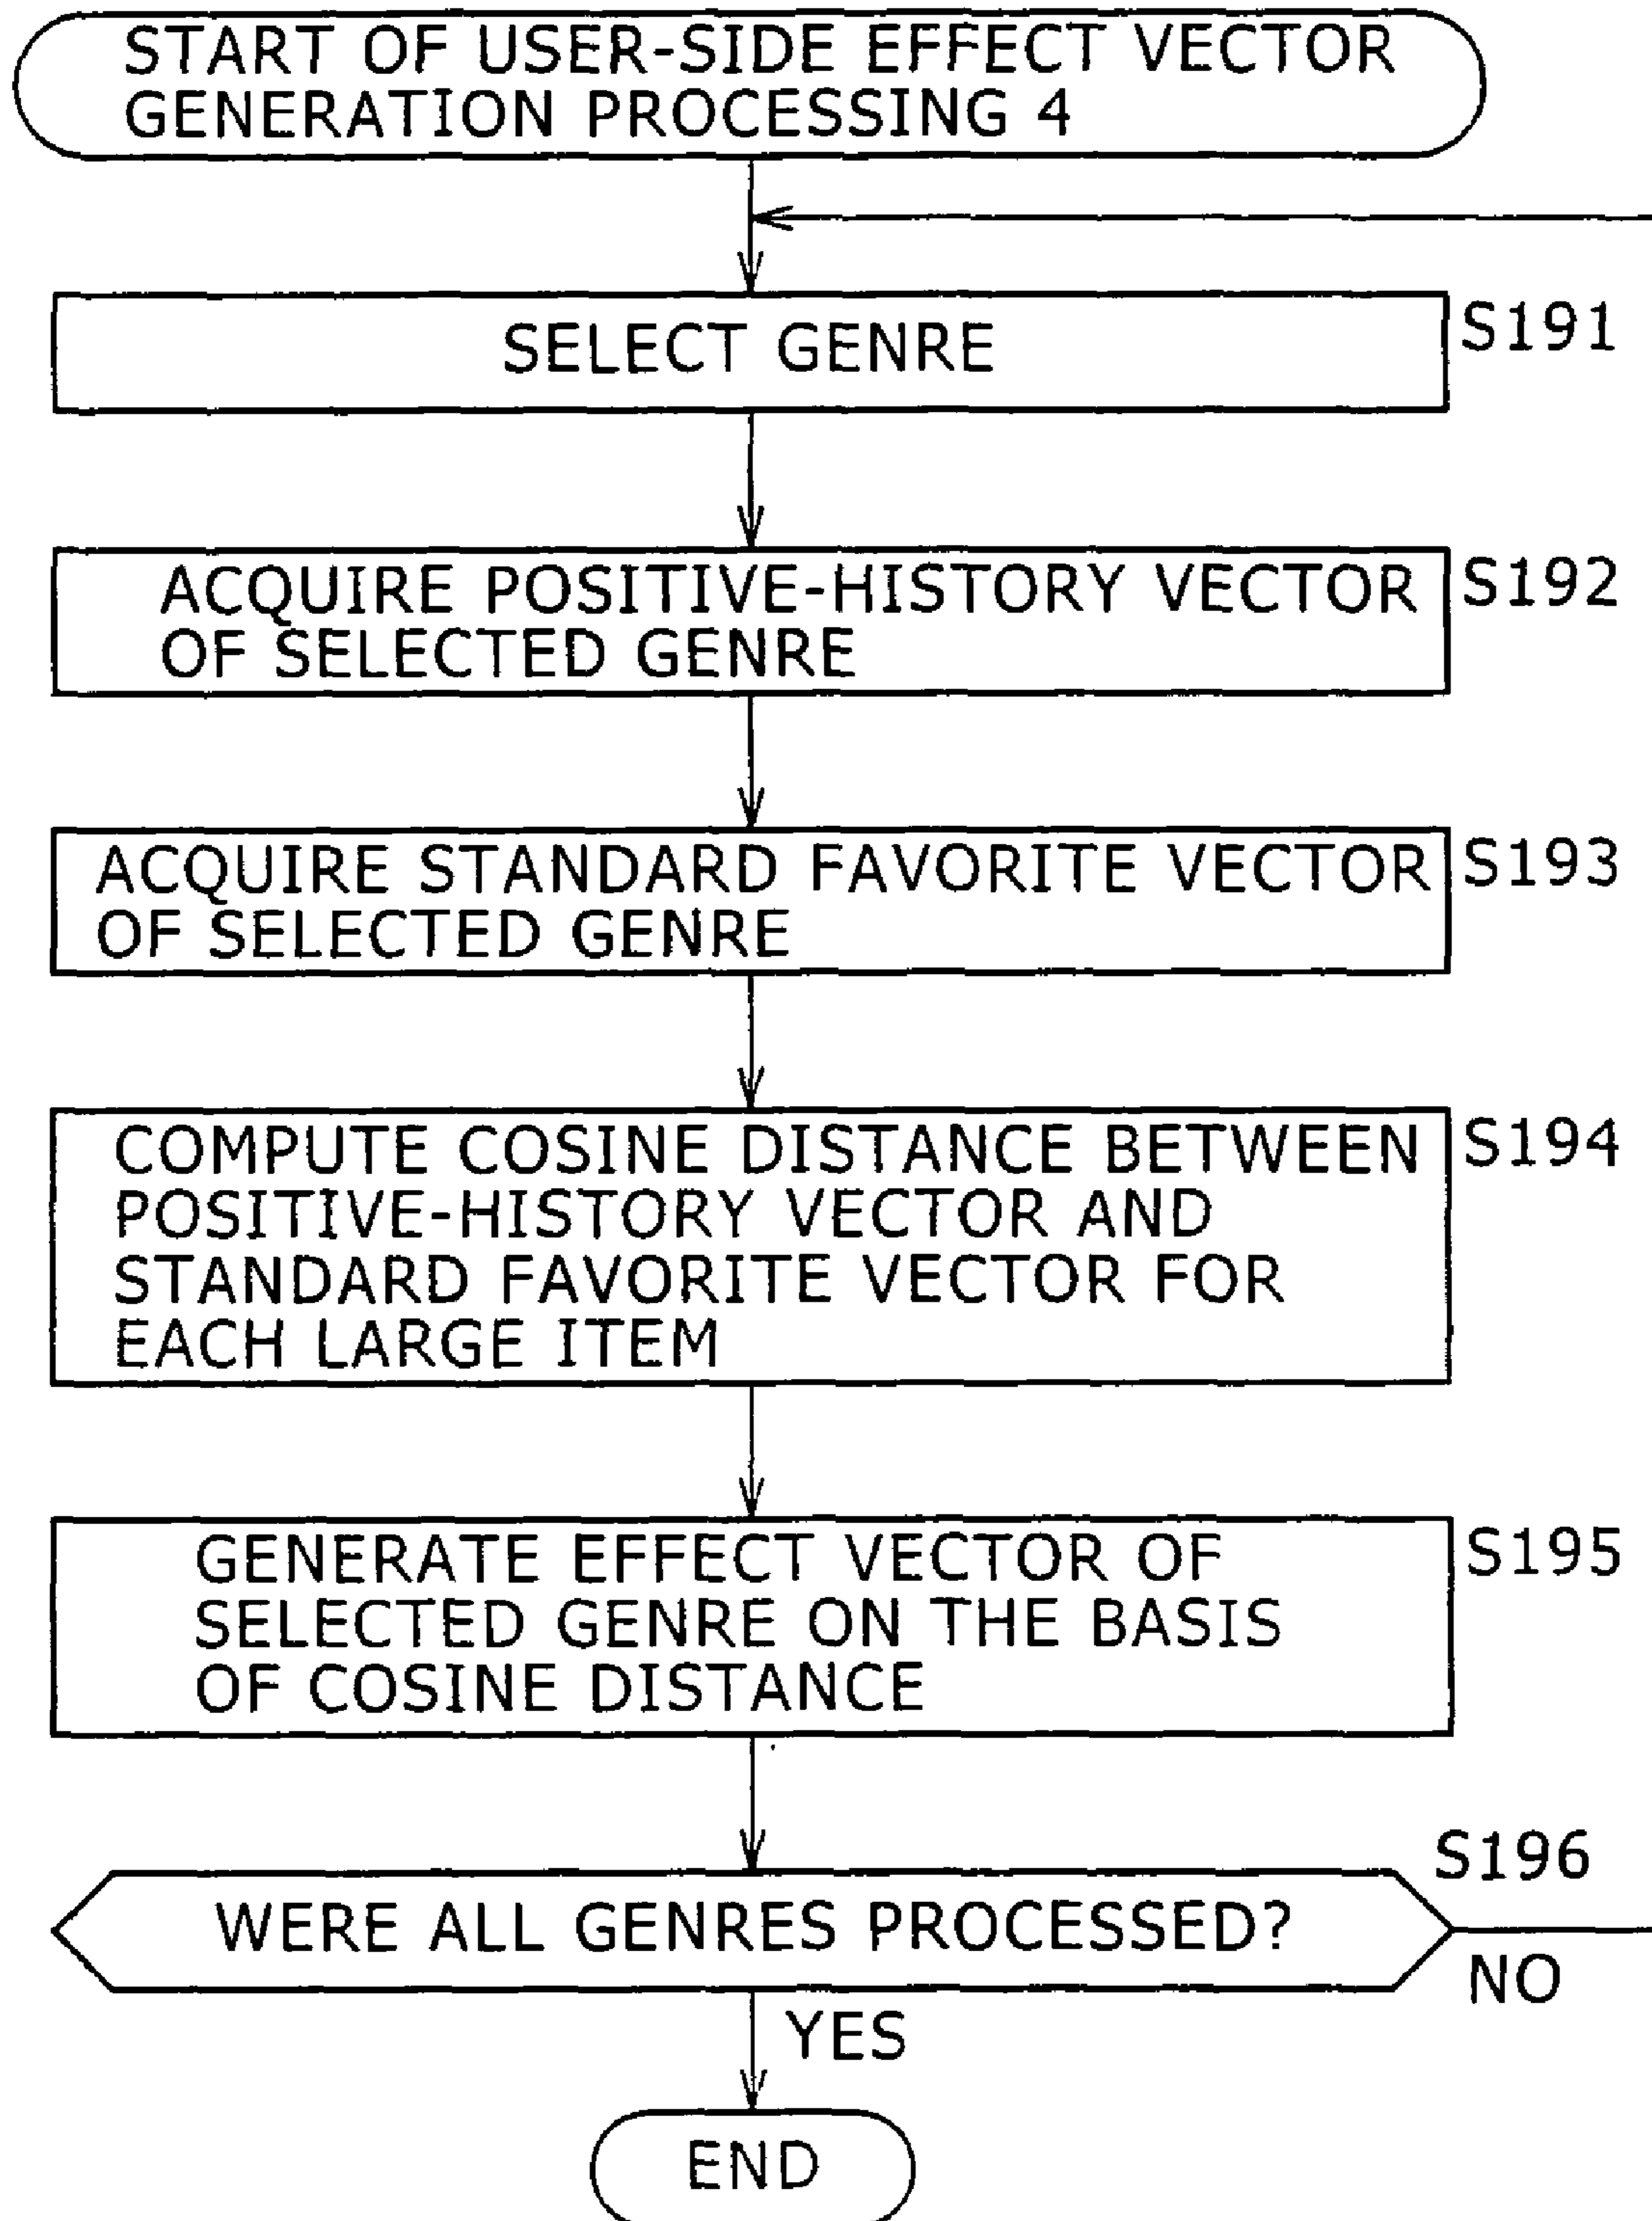 START OF USER-SIDE EFFECT VECTOR
GENERATION PROCESSING 4
SELECT GENRE
S191
ACQUIRE POSITIVE-HISTORY VECTOR
OF SELECTED GENRE
S192
ACQUIRE STANDARD FAVORITE VECTOR
OF SELECTED GENRE
S193
COMPUTE COSINE DISTANCE BETWEEN
POSITIVE-HISTORY VECTOR AND
STANDARD FAVORITE VECTOR FOR
EACH LARGE ITEM
S194
GENERATE EFFECT VECTOR OF
SELECTED GENRE ON THE BASIS
OF COSINE DISTANCE
S195
S196
WERE ALL GENRES PROCESSED?
NO
YES
END